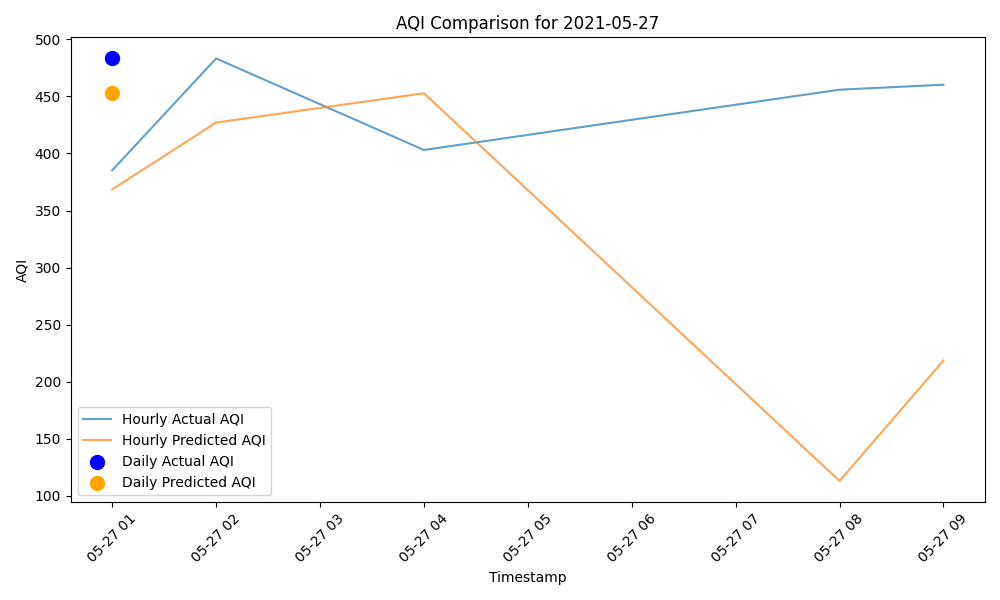 AQI Comparison for 2021-05-27
AQI
500
450
400
350
300
250
200
150
100
Hourly Actual AQI
Hourly Predicted AQI
Daily Actual AQI
Daily Predicted AQI
05-27 01
05-27 02
05-27 03
05-27 04
05-27 05
05-27 06
05-27 07
05-27 08
05-27 09
Timestamp